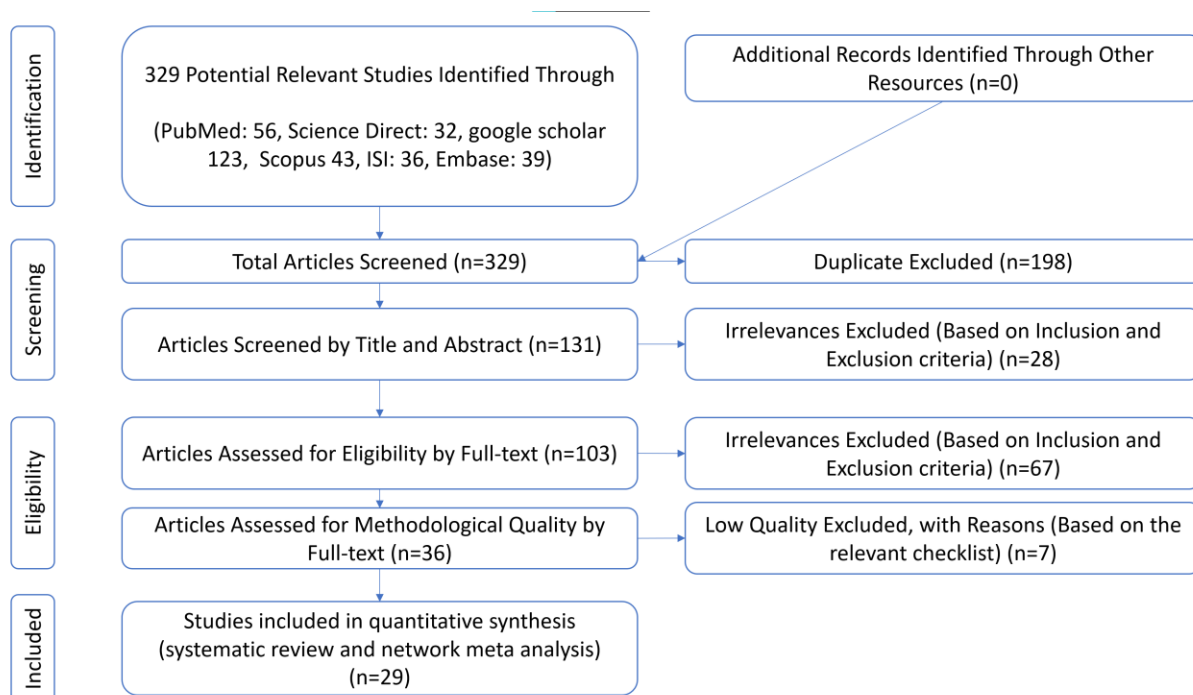 Identification
329 Potential Relevant Studies Identified Through
(PubMed: 56, Science Direct: 32, google scholar
123,  Scopus 43, ISI: 36, Embase: 39)
Additional Records Identified Through Other
Resources (n=0)
Screening
Total Articles Screened (n=329)
Duplicate Excluded (n=198)
Articles Screened by Title and Abstract (n=131)
Irrelevances Excluded (Based on Inclusion and
Exclusion criteria) (n=28)
Eligibility
Articles Assessed for Eligibility by Full-text (n=103)
Irrelevances Excluded (Based on Inclusion and
Exclusion criteria) (n=67)
Articles Assessed for Methodological Quality by
Full-text (n=36)
Low Quality Excluded, with Reasons (Based on the
relevant checklist) (n=7)
Included
Studies included in quantitative synthesis
(systematic review and network meta analysis)
(n=29)